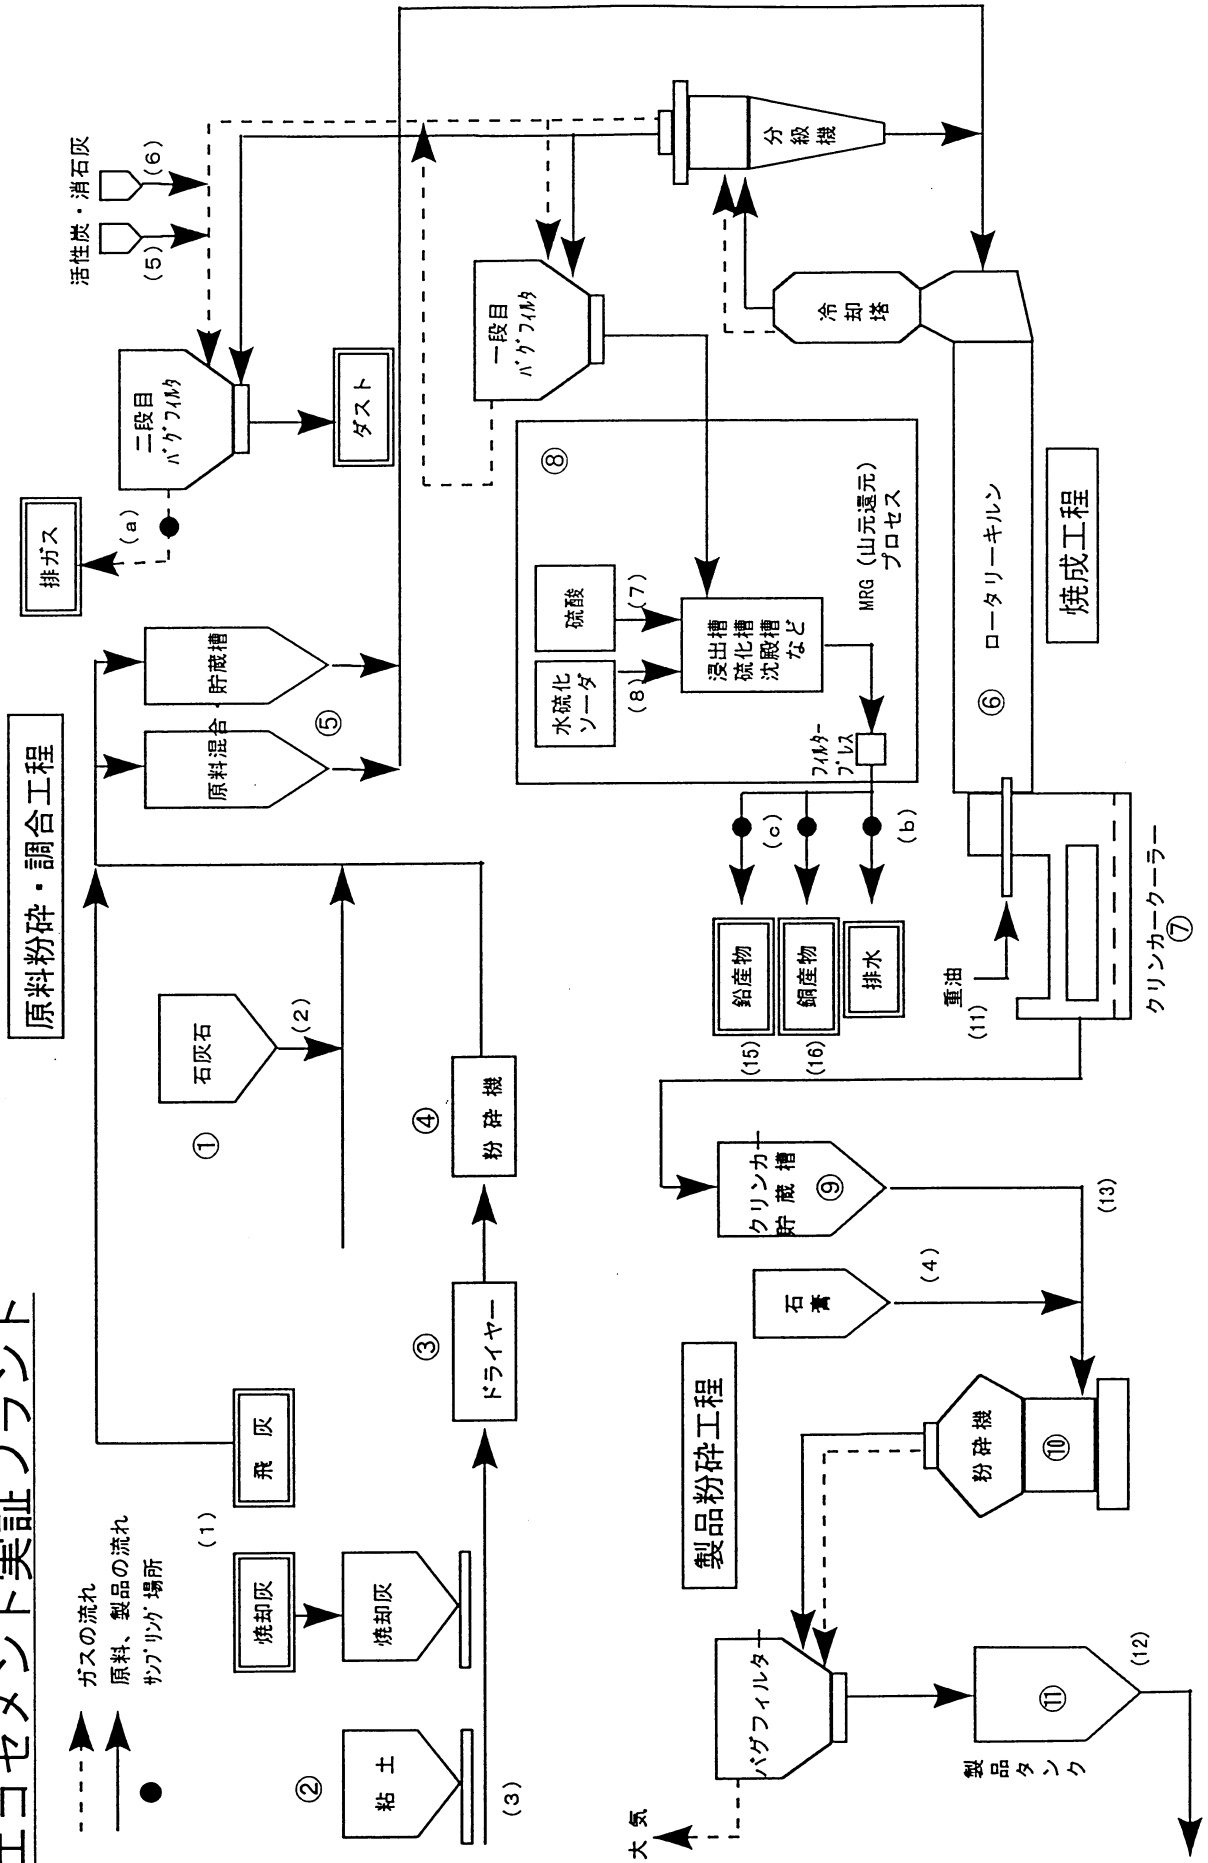 エコセメント実証プラント
ガスの流れ
原料、製品の流れ
ｻﾝﾌﾟﾘﾝｸﾞ場所
原料粉砕・調合工程
石灰石
①
(2)
飛 灰
(1)
焼却灰
焼却灰
粘 土
②
(3)
ドライヤー
③
粉 砕 機
④
原料混合・貯蔵槽
⑤
活性炭・消石灰
(5)
(6)
二段目
ﾊﾞｸﾞﾌｨﾙﾀ
ダスト
排ガス
(a)
一段目
ﾊﾞｸﾞﾌｨﾙﾀ
分 級 機
冷 却 塔
ロータリーキルン
⑥
焼成工程
⑧
硫酸
(7)
水硫化
ソーダ
(8)
浸出槽
硫化槽
沈殿槽
など
MRG（山元還元）
プロセス
ﾌｨﾙﾀｰ
ﾌﾟﾚｽ
(c)
(b)
鉛産物
(15)
銅産物
(16)
排水
重油
(11)
クリンカークーラー
⑦
クリンカー
貯 蔵 槽
⑨
(13)
石 膏
(4)
製品粉砕工程
粉 砕 機
⑩
バグフィルター
大 気
製 品 タ ン ク
⑪
(12)